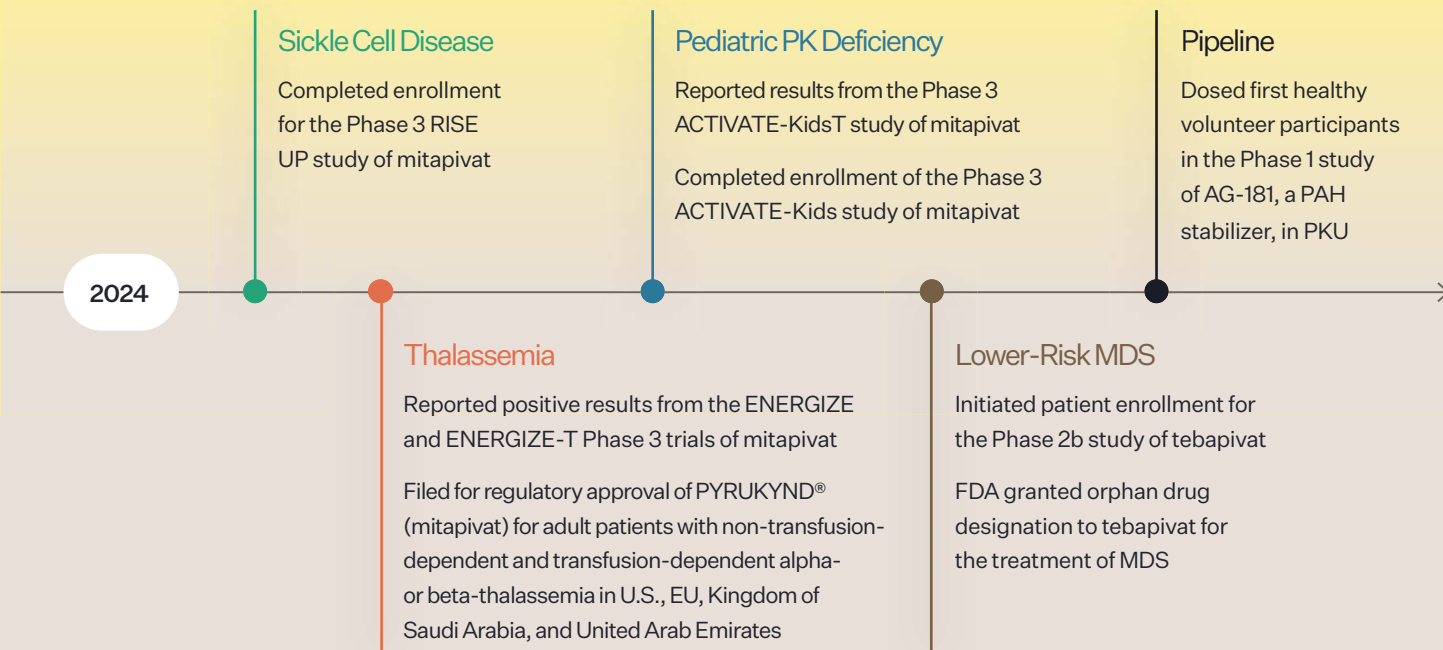 Sickle Cell Disease
Completed enrollment
for the Phase 3 RISE
UP study of mitapivat
Pediatric PK Deficiency
Reported results from the Phase 3
ACTIVATE-KidsT study of mitapivat
Completed enrollment of the Phase 3
ACTIVATE-Kids study of mitapivat
Pipeline
Dosed first healthy
volunteer participants
in the Phase 1 study
of AG-181, a PAH
stabilizer, in PKU
2024
Thalassemia
Reported positive results from the ENERGIZE
and ENERGIZE-T Phase 3 trials of mitapivat
Filed for regulatory approval of PYRUKYND®
(mitapivat) for adult patients with non-transfusion-
dependent and transfusion-dependent alpha-
or beta-thalassemia in U.S., EU, Kingdom of
Saudi Arabia, and United Arab Emirates
Lower-Risk MDS
Initiated patient enrollment for
the Phase 2b study of tebapivat
FDA granted orphan drug
designation to tebapivat for
the treatment of MDS